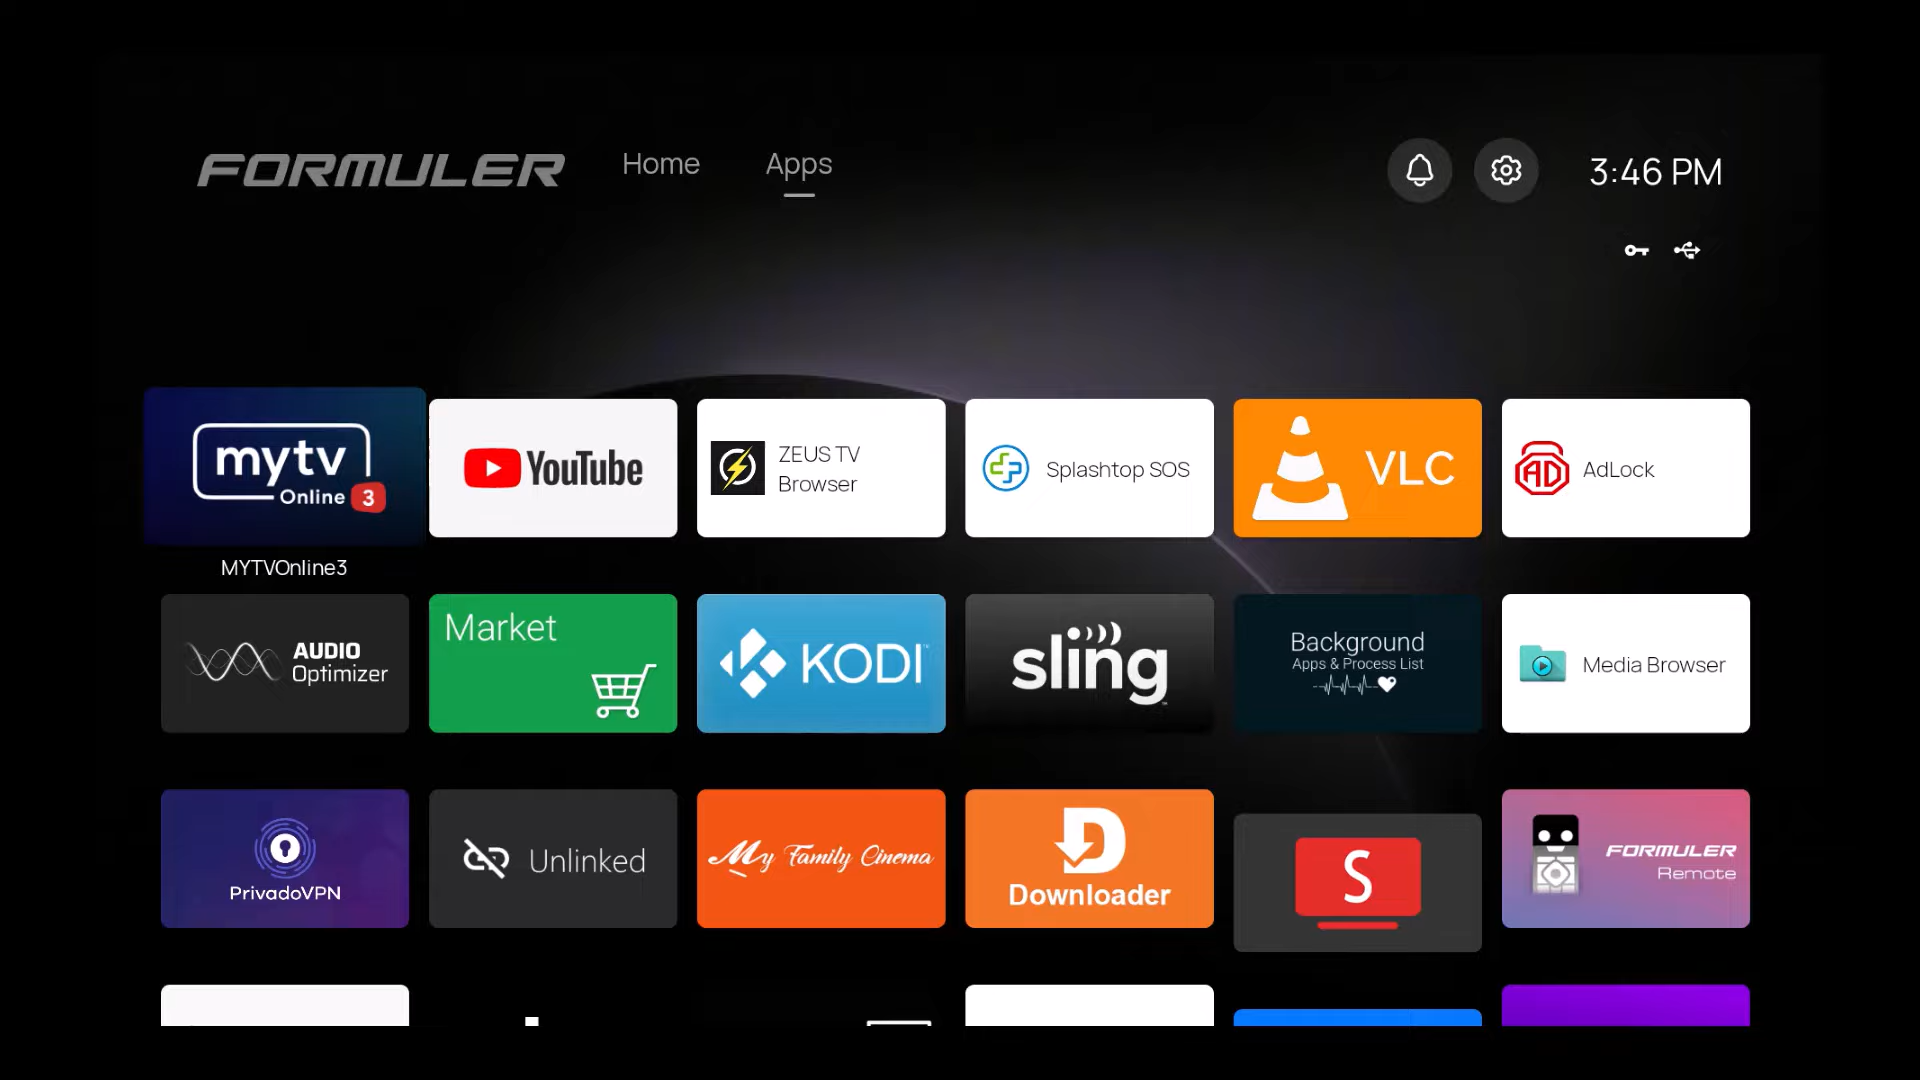 FORMULER
Home
Apps
3:46 PM
mytv
Online 3
YouTube
ZEUS TV
Browser
Splashtop SOS
VLC
AD
AdLock
MYTVOnline3
AUDIO
Optimizer
Market
KODI
sling
Background
Apps & Process List
Media Browser
PrivadoVPN
Unlinked
My Family Cinema
D
Downloader
S
FORMULER
Remote